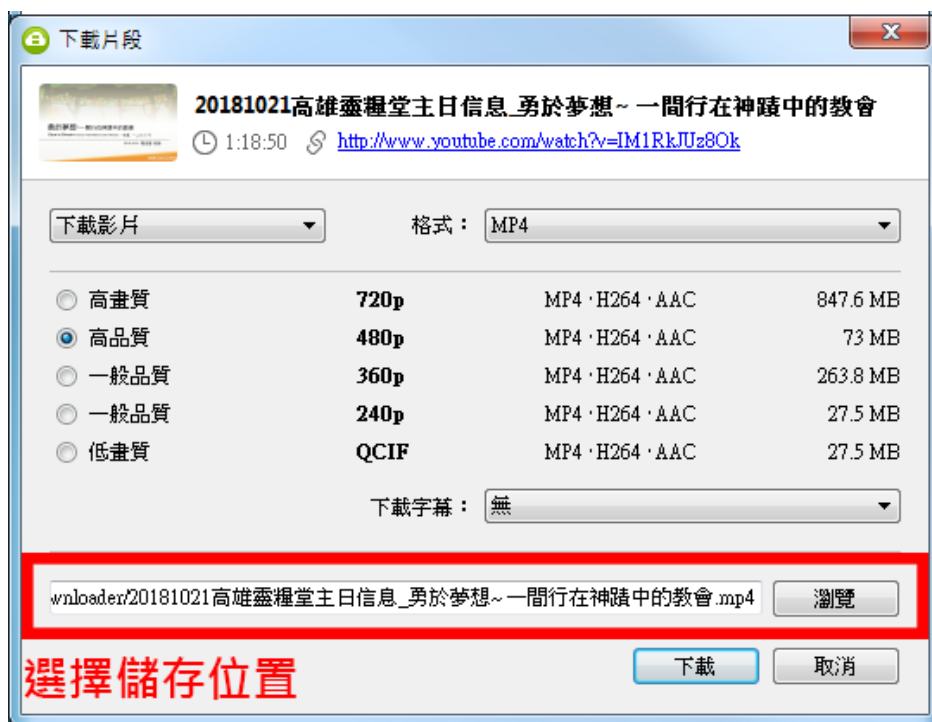 下載片段
20181021高雄靈糧堂主日信息_勇於夢想~ 一間行在神蹟中的教會
1:18:50 http://www.youtube.com/watch?v=IM1RkJUz8Ok
下載影片 格式： MP4
高畫質 720p MP4 · H264 · AAC 847.6 MB
高品質 480p MP4 · H264 · AAC 73 MB
一般品質 360p MP4 · H264 · AAC 263.8 MB
一般品質 240p MP4 · H264 · AAC 27.5 MB
低畫質 QCIF MP4 · H264 · AAC 27.5 MB
下載字幕： 無
wnloader/20181021高雄靈糧堂主日信息_勇於夢想~ 一間行在神蹟中的教會.mp4 瀏覽
選擇儲存位置 下載 取消